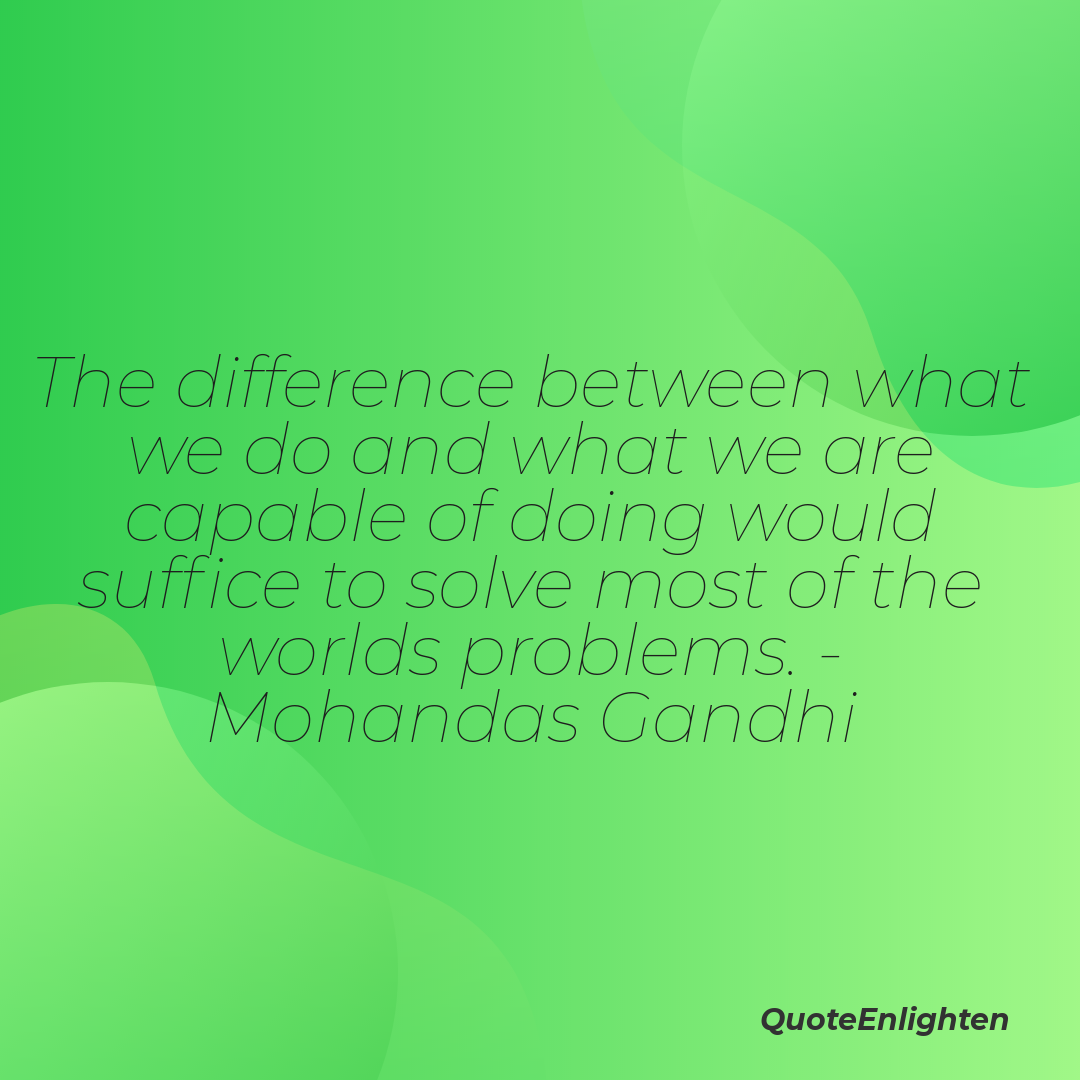 The difference between what
we do and what we are
capable of doing would
suffice to solve most of the
worlds problems. -
Mohandas Gandhi
QuoteEnlighten